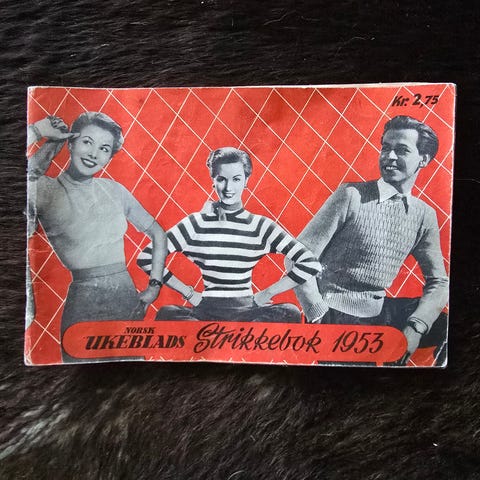 Kr. 2,75
NORSK
UKEBLADS Strikkebok 1953